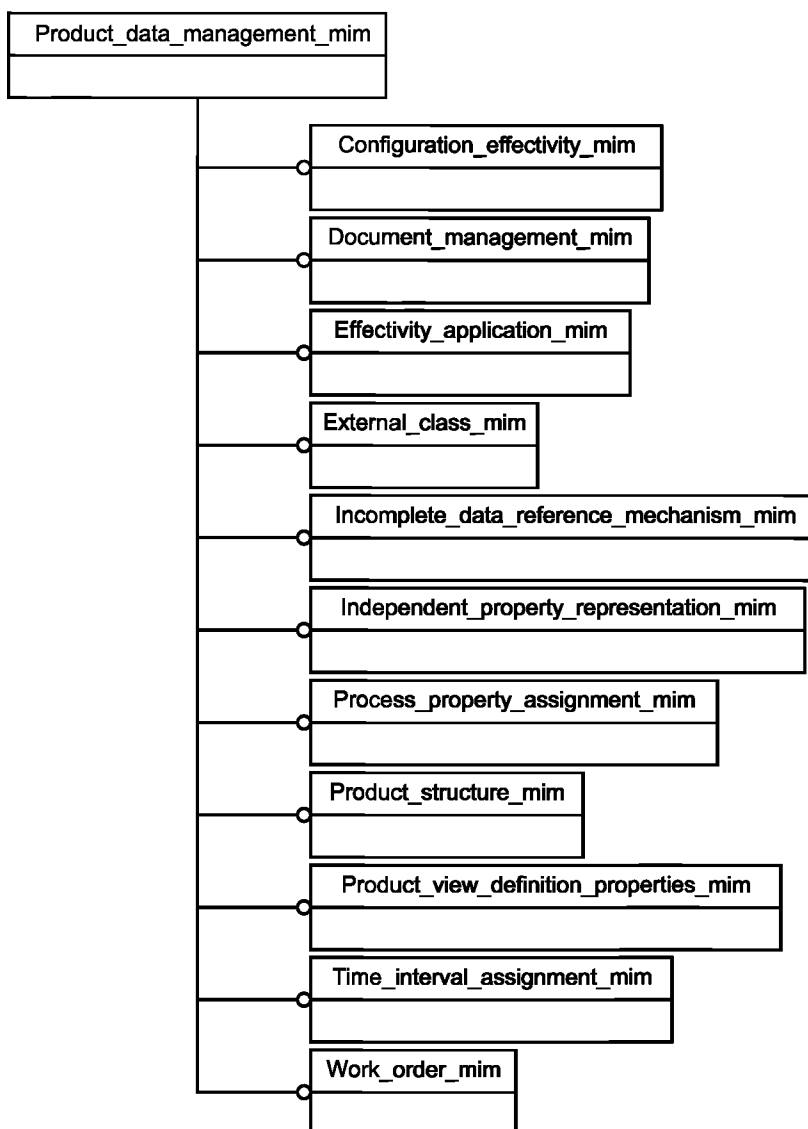 Product_data_management_mim
Configuration_effectivity_mim
Document_management_mim
Effectivity_application_mim
External_class_mim
Incomplete_data_reference_mechanism_mim
Independent_property_representation_mim
Process_property_assignment_mim
Product_structure_mim
Product_view_definition_properties_mim
Time_interval_assignment_mim
Work_order_mim